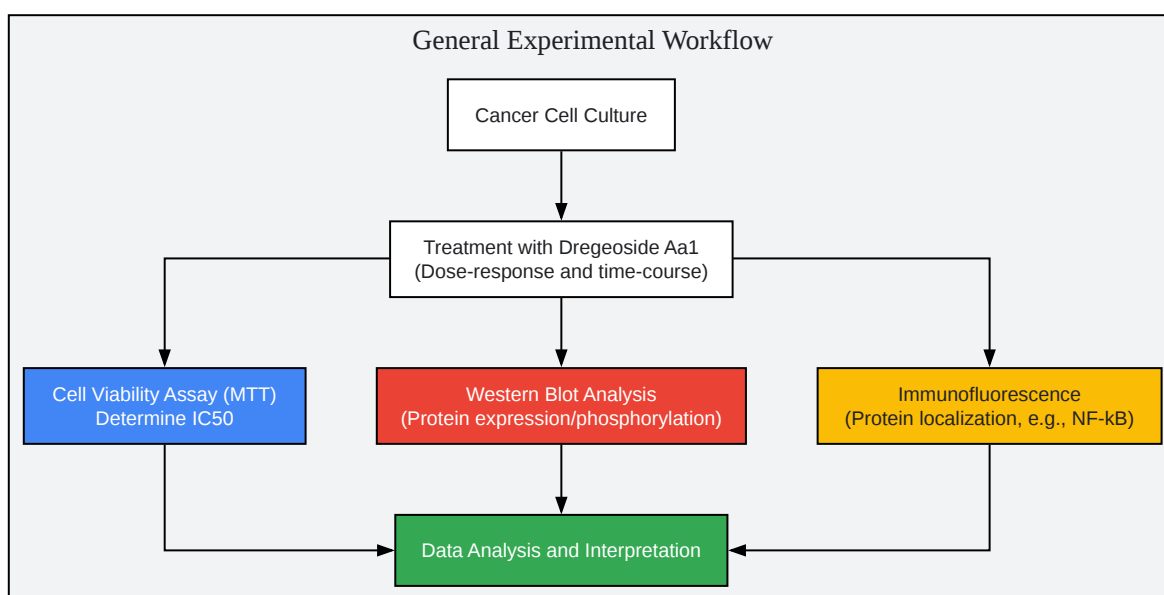 General Experimental Workflow
Cancer Cell Culture
Treatment with Dregeoside Aa1
(Dose-response and time-course)
Cell Viability Assay (MTT)
Determine IC50
Western Blot Analysis
(Protein expression/phosphorylation)
Immunofluorescence
(Protein localization, e.g., NF-kB)
Data Analysis and Interpretation